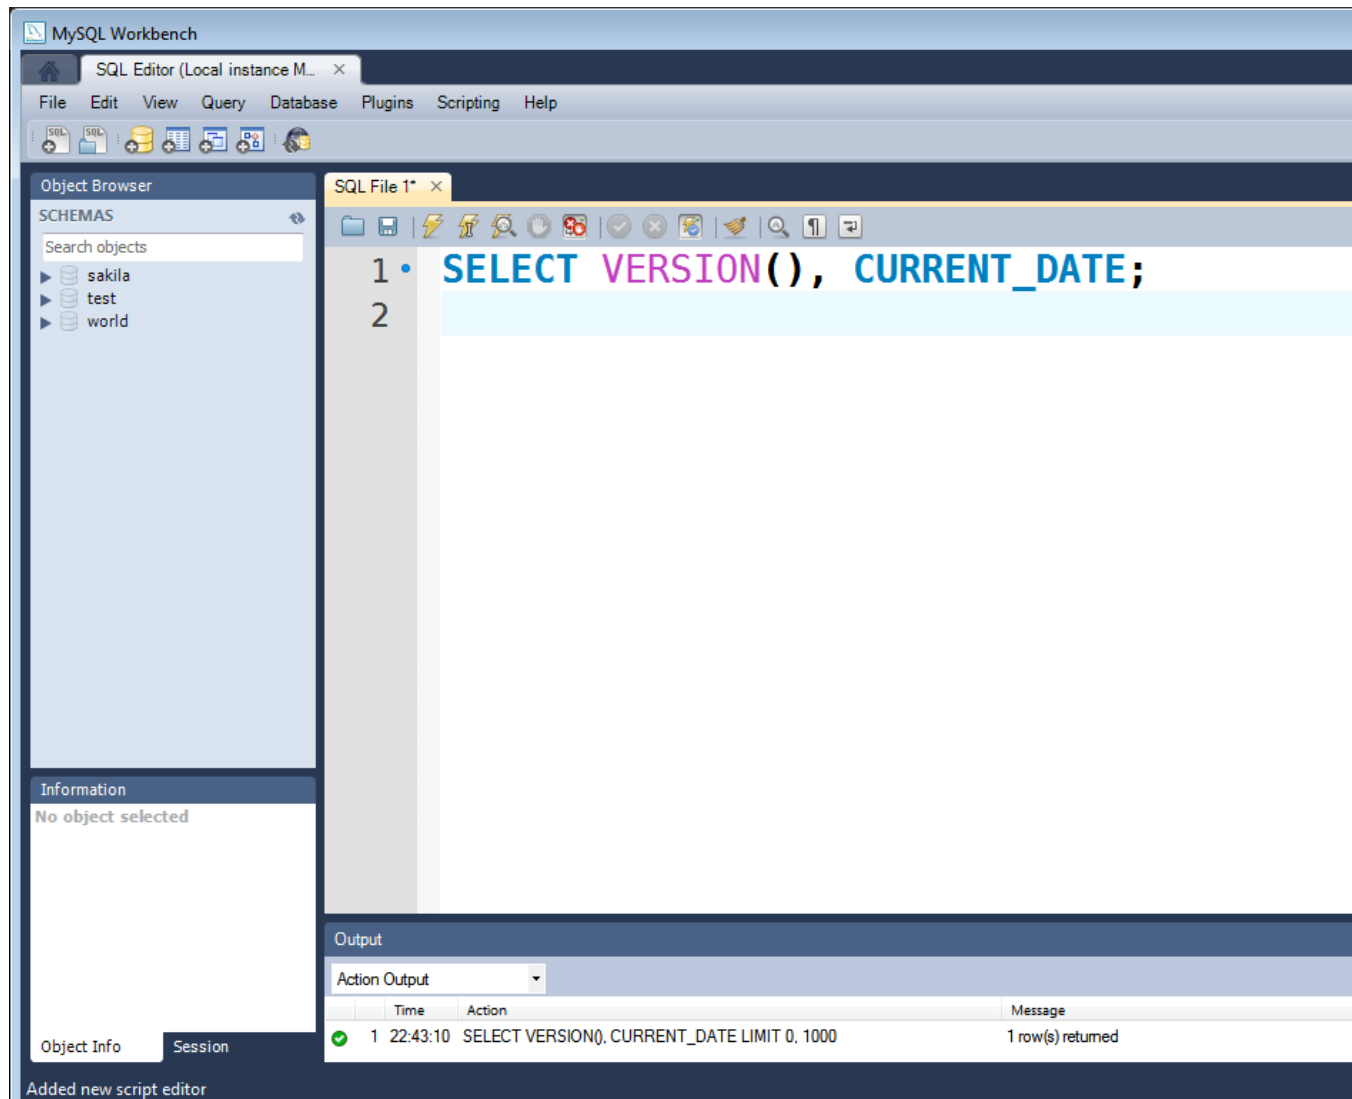 MySQL Workbench
SQL Editor (Local instance M...
File Edit View Query Database Plugins Scripting Help
SQL SQL
Object Browser
SCHEMAS
Search objects
sakila
test
world
SQL File 1*
1 SELECT VERSION(), CURRENT_DATE;
2
Information
No object selected
Object Info Session
Output
Action Output
Time Action Message
1 22:43:10 SELECT VERSION(), CURRENT_DATE LIMIT 0, 1000 1 row(s) returned
Added new script editor